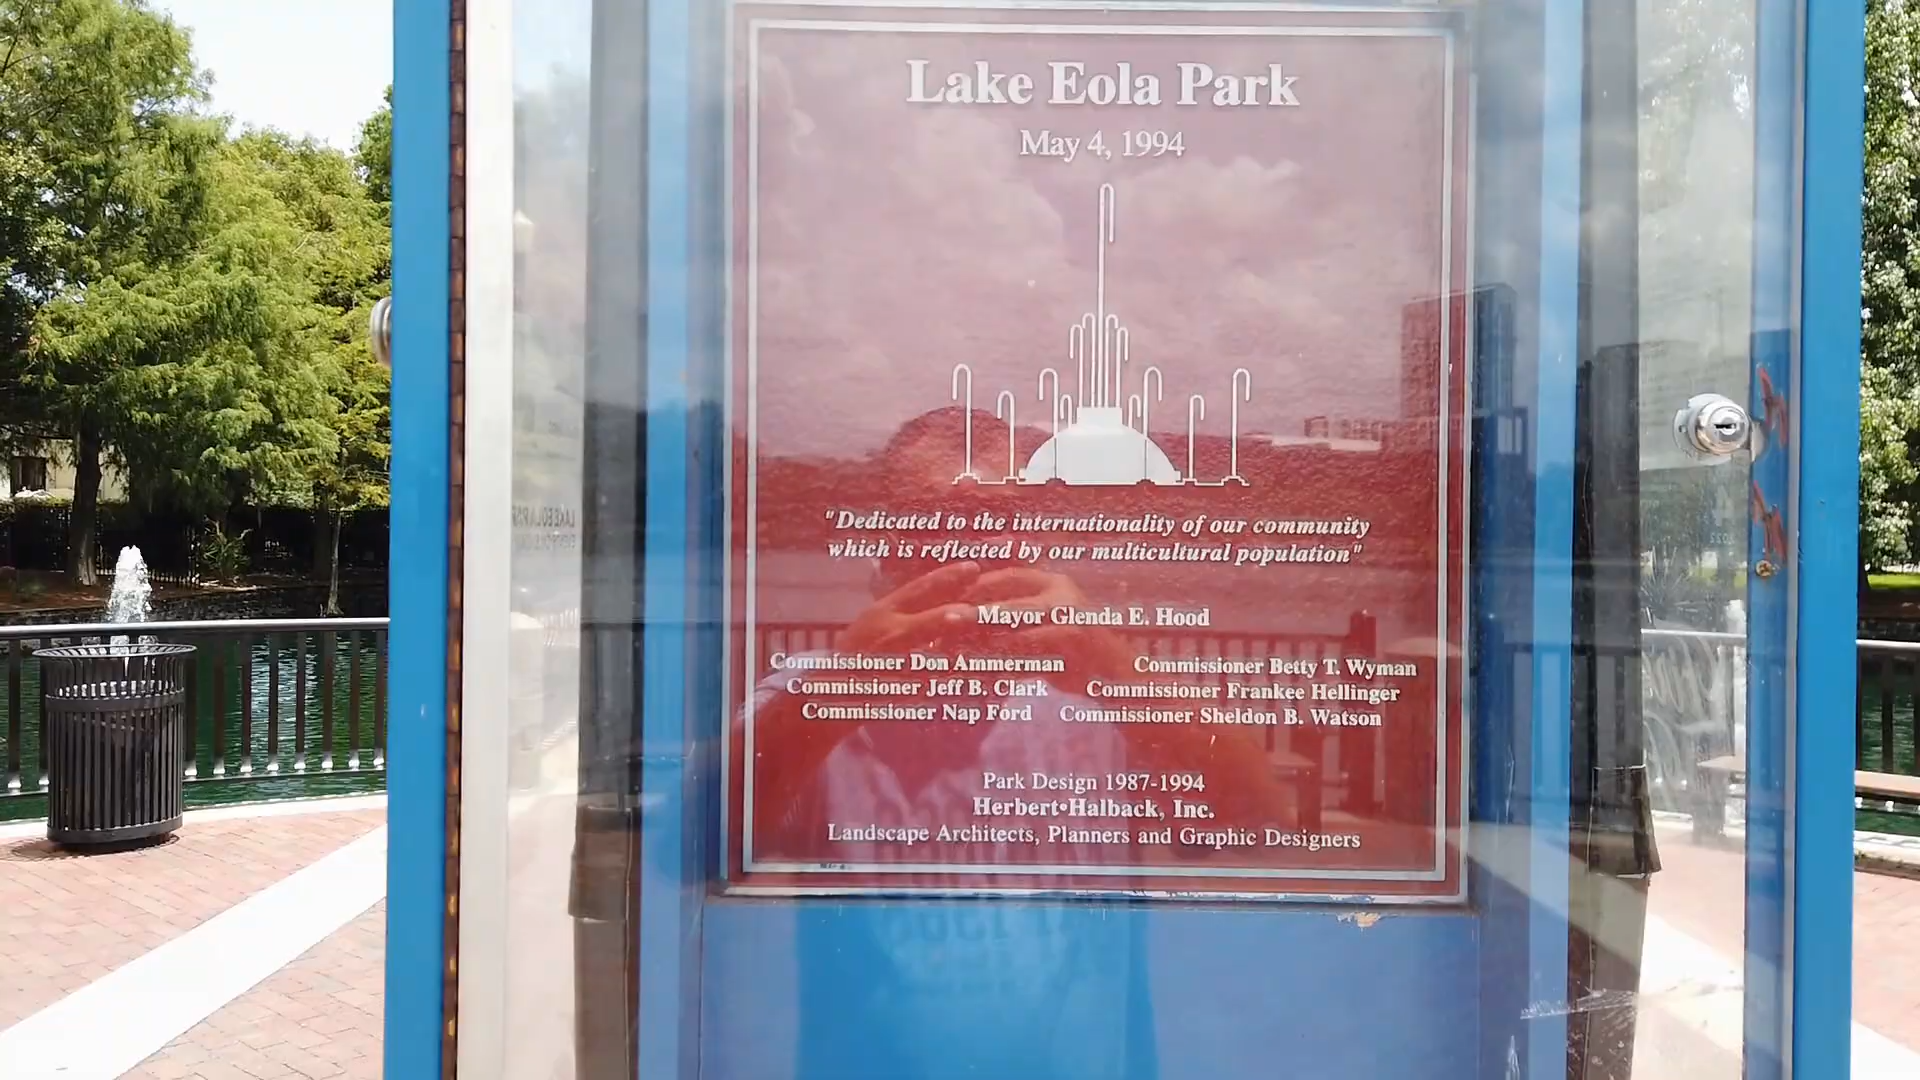 Lake Eola Park
May 4, 1994
"Dedicated to the internationality of our community
which is reflected by our multicultural population"
Mayor Glenda E. Hood
Commissioner Don Ammerman Commissioner Betty T. Wyman
Commissioner Jeff B. Clark Commissioner Frankee Hellinger
Commissioner Nap Ford Commissioner Sheldon B. Watson
Park Design 1987-1994
Herbert•Halback, Inc.
Landscape Architects, Planners and Graphic Designers